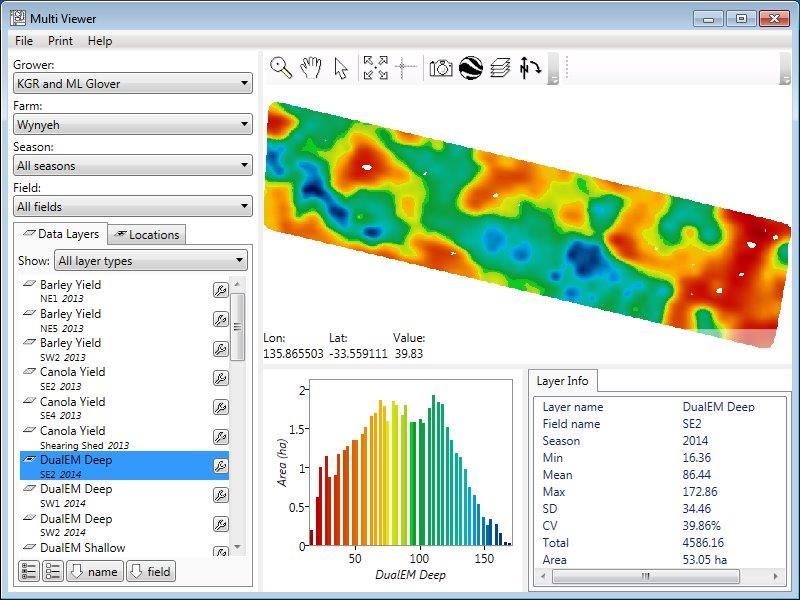 Multi Viewer
File Print Help
Grower:
KGR and ML Glover
Farm:
Wynyeh
Season:
All seasons
Field:
All fields
Data Layers Locations
Show: All layer types
Barley Yield
NE1 2013
Barley Yield
NE5 2013
Barley Yield
SW2 2013
Canola Yield
SE2 2013
Canola Yield
SE4 2013
Canola Yield
Shearing Shed 2013
DualEM Deep
SE2 2014
DualEM Deep
SW1 2014
DualEM Deep
SW2 2014
DualEM Shallow
name field
N
Lon: Lat: Value:
135.865503 -33.559111 39.83
2
1.5
1
0.5
0
Area (ha)
50 100 150
DualEM Deep
Layer Info
Layer name DualEM Deep
Field name SE2
Season 2014
Min 16.36
Mean 86.44
Max 172.86
SD 34.46
CV 39.86%
Total 4586.16
Area 53.05 ha